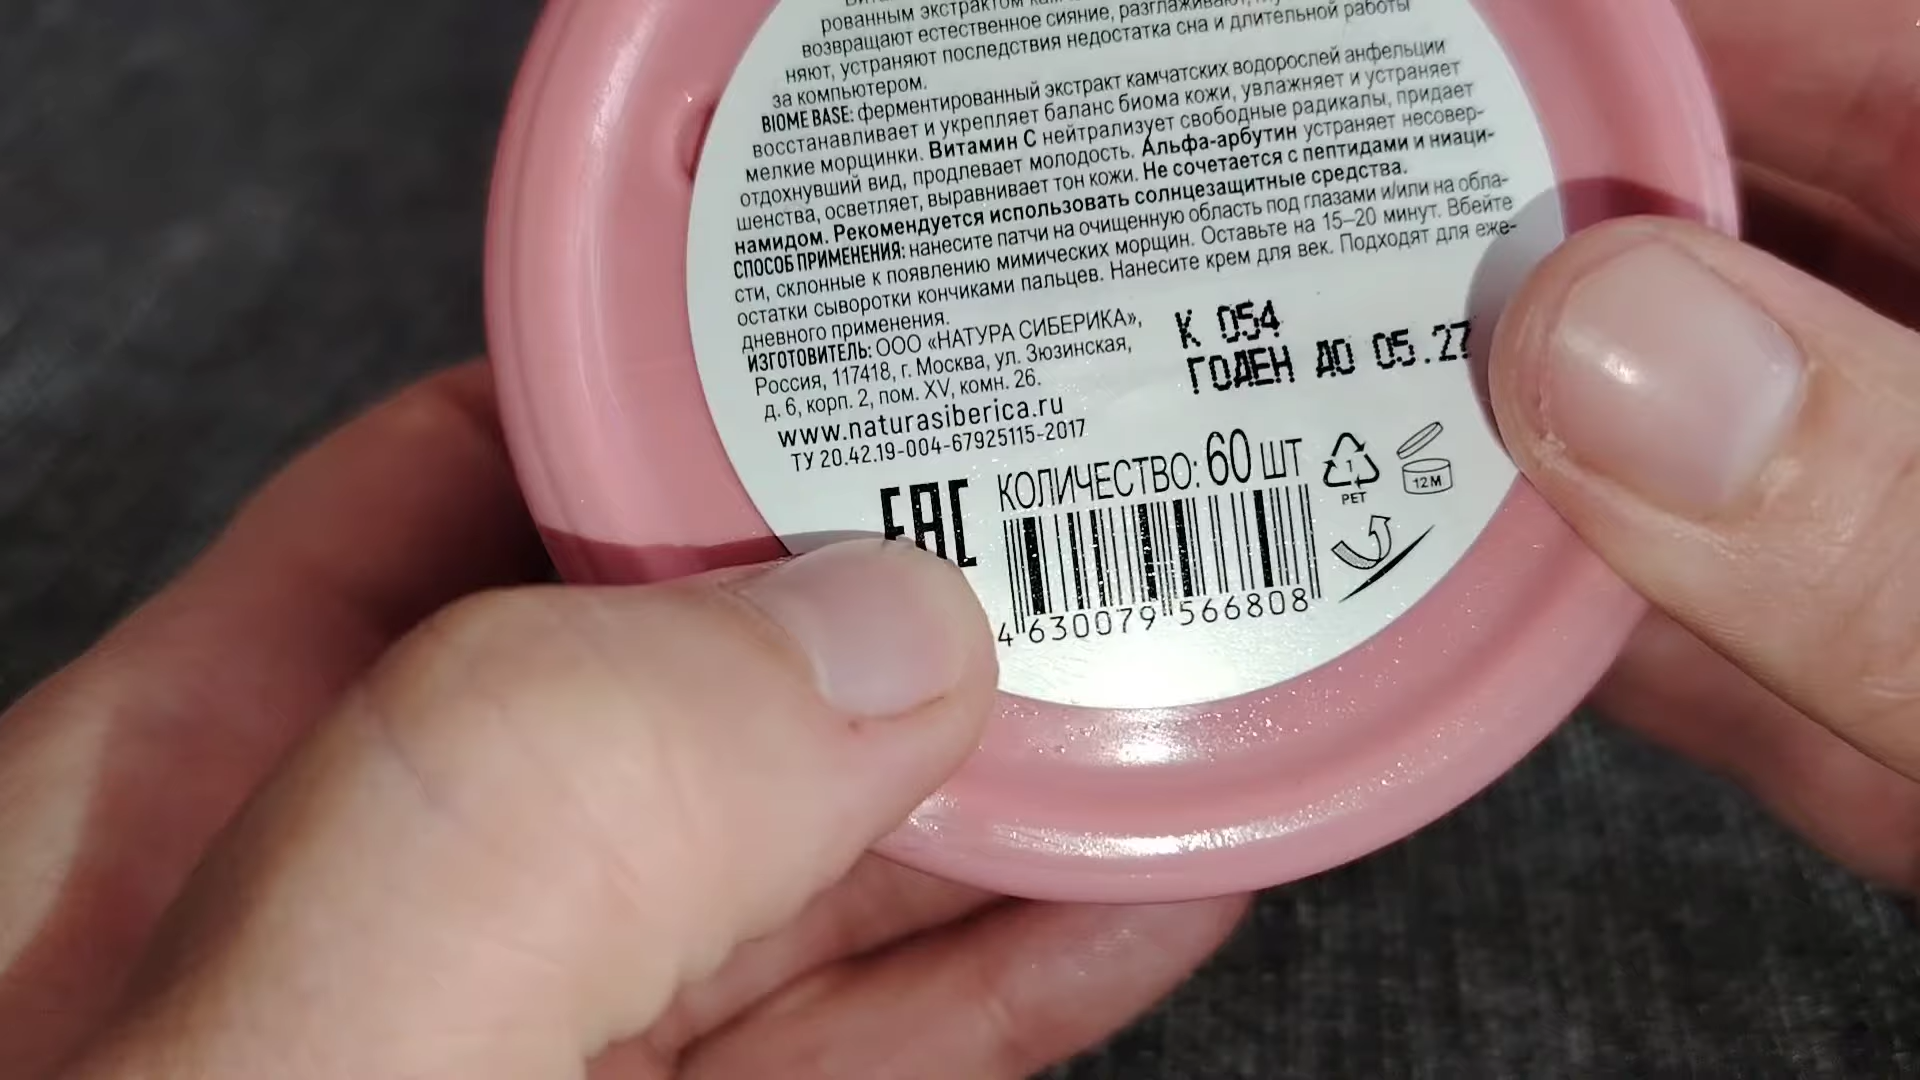 рованным экстрактом
возвращают естественное сияние, разглаживают,
няют, устраняют последствия недостатка сна и длительной работы
за компьютером.
BIOME BASE: ферментированный экстракт камчатских водорослей анфельции
восстанавливает и укрепляет баланс биома кожи, увлажняет и устраняет
мелкие морщинки. Витамин С нейтрализует свободные радикалы, придает
отдохнувший вид, продлевает молодость. Альфа-арбутин устраняет несовер-
шенства, осветляет, выравнивает тон кожи. Не сочетается с пептидами и ниаци-
намидом. Рекомендуется использовать солнцезащитные средства.
СПОСОБ ПРИМЕНЕНИЯ: нанесите патчи на очищенную область под глазами и/или на обла-
сти, склонные к появлению мимических морщин. Оставьте на 15–20 минут. Вбейте
остатки сыворотки кончиками пальцев. Нанесите крем для век. Подходят для еже-
дневного применения.
ИЗГОТОВИТЕЛЬ: ООО «НАТУРА СИБЕРИКА»,
Россия, 117418, г. Москва, ул. Зюзинская,
д. 6, корп. 2, пом. XV, комн. 26.
www.naturasiberica.ru
ТУ 20.42.19-004-67925115-2017
К 054
ГОДЕН ДО 05.27
EAC
КОЛИЧЕСТВО: 60 ШТ
1
PET
12M
4 630079 566808